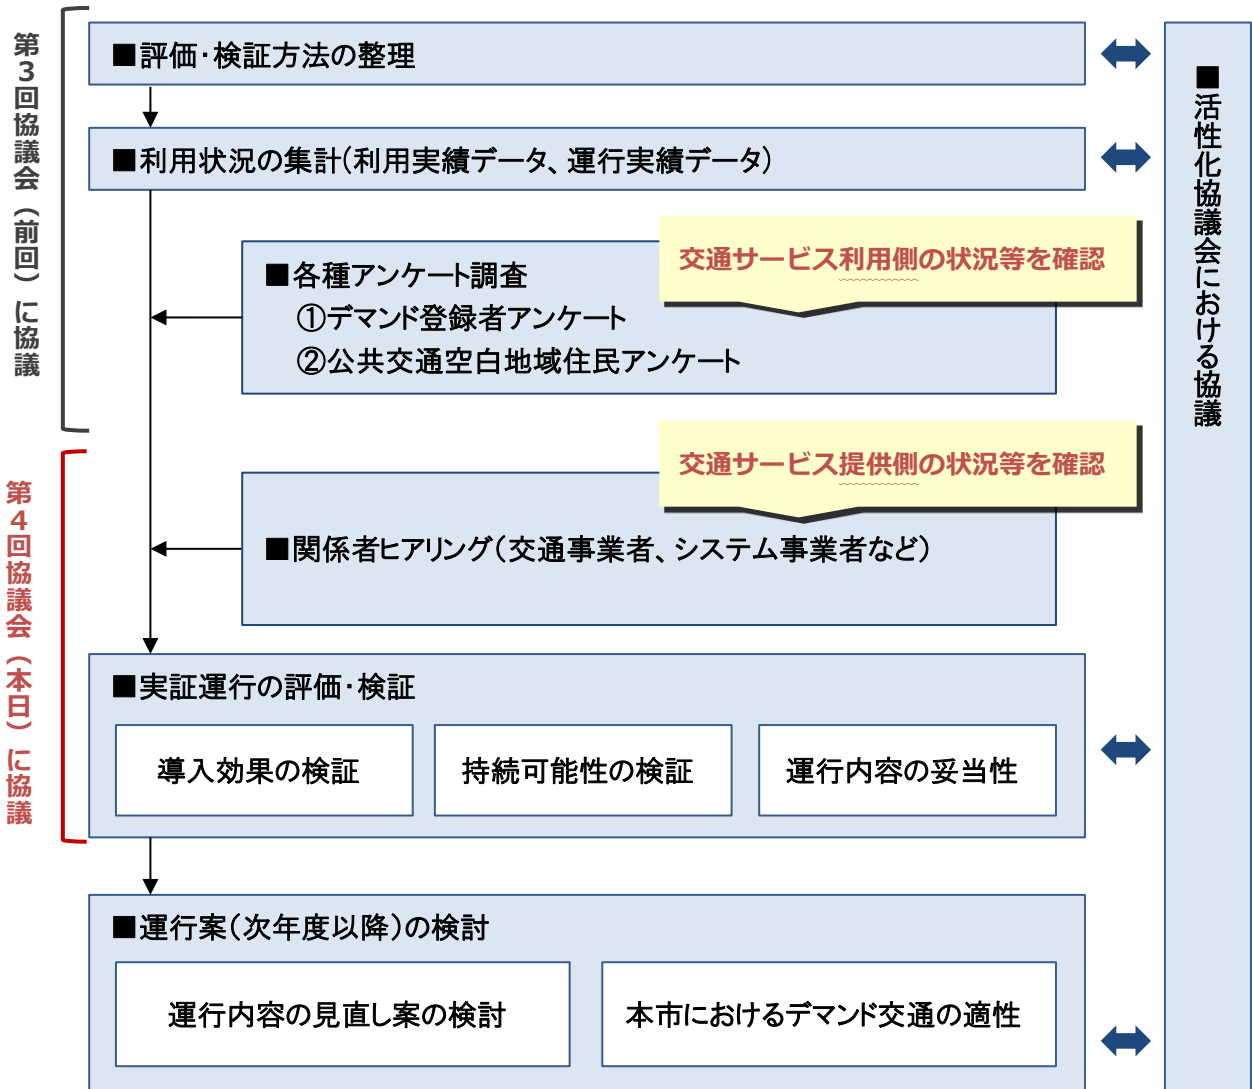 第3回協議会（前回）に協議
■評価・検証方法の整理
■利用状況の集計（利用実績データ、運行実績データ）
交通サービス利用側の状況等を確認
■各種アンケート調査
①デマンド登録者アンケート
②公共交通空白地域住民アンケート
第4回協議会（本日）に協議
交通サービス提供側の状況等を確認
■関係者ヒアリング（交通事業者、システム事業者など）
■実証運行の評価・検証
導入効果の検証
持続可能性の検証
運行内容の妥当性
■運行案（次年度以降）の検討
運行内容の見直し案の検討
本市におけるデマンド交通の適性
■活性化協議会における協議